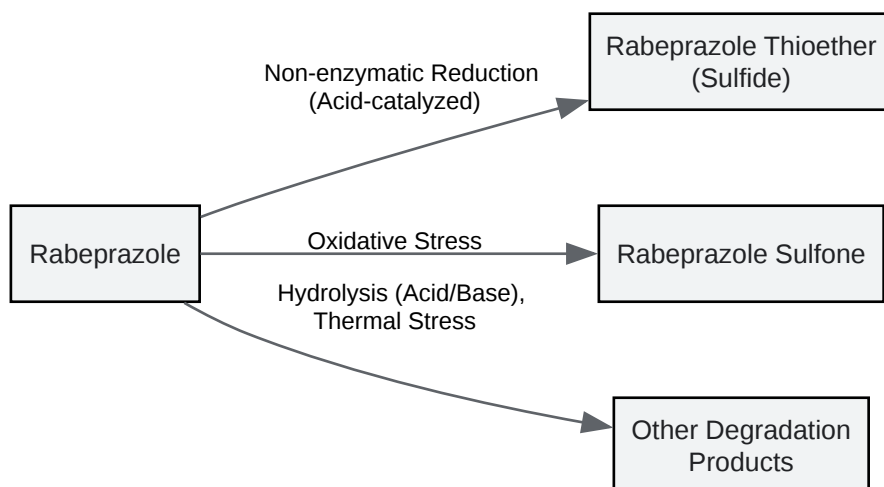 Rabeprazole Thioether
(Sulfide)
Non-enzymatic Reduction
(Acid-catalyzed)
Rabeprazole
Oxidative Stress
Rabeprazole Sulfone
Hydrolysis (Acid/Base),
Thermal Stress
Other Degradation
Products